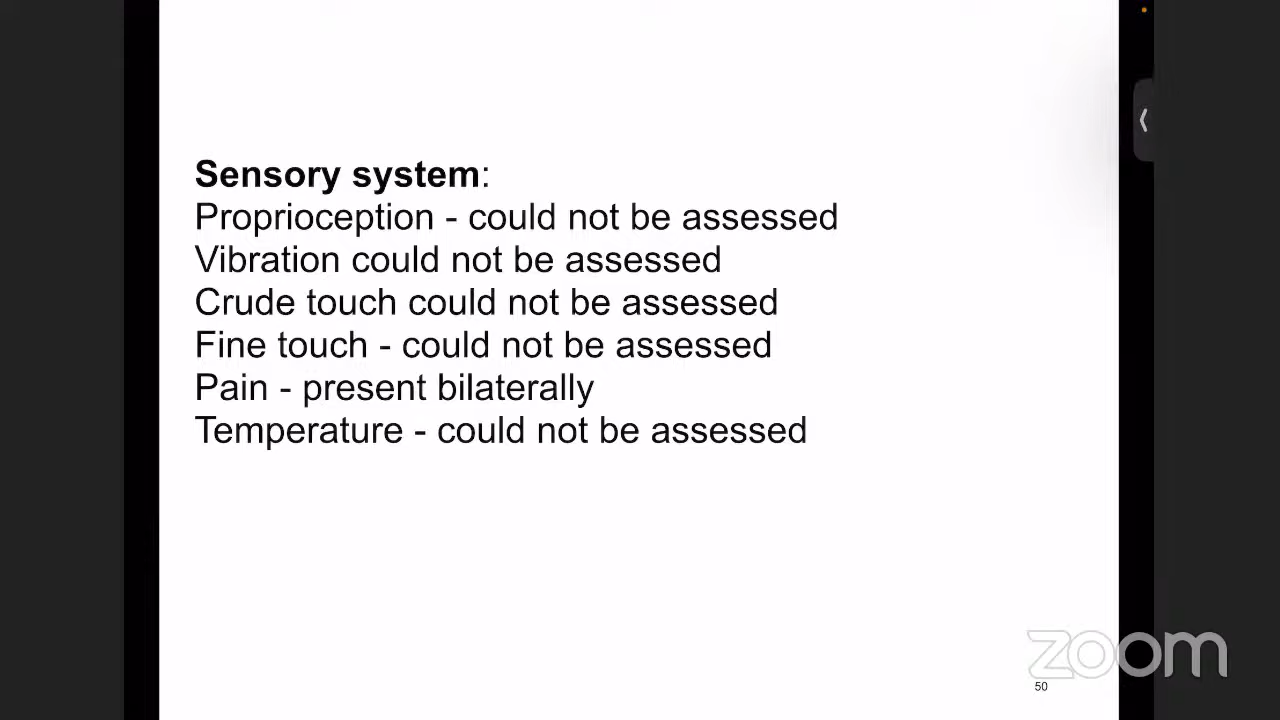 Sensory system:
Proprioception - could not be assessed
Vibration could not be assessed
Crude touch could not be assessed
Fine touch - could not be assessed
Pain - present bilaterally
Temperature - could not be assessed
zoom
50